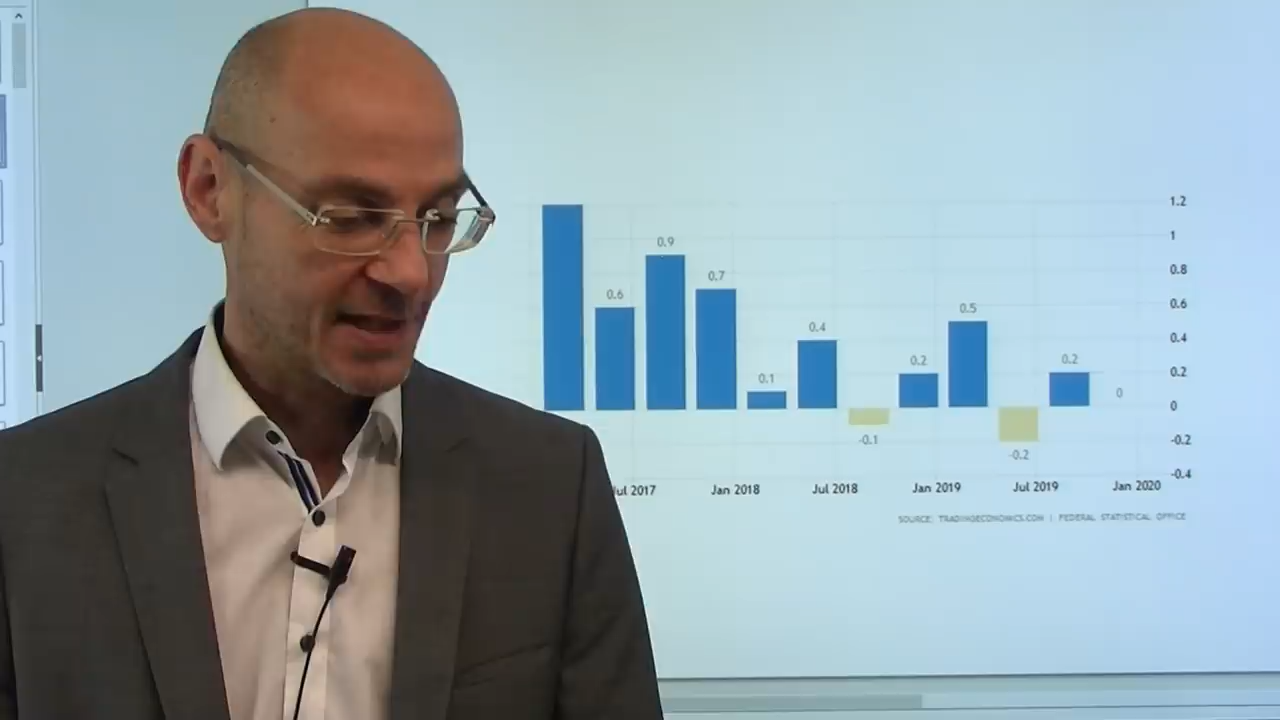 1.2
0.9
1
0.7
0.8
0.6
0.6
0.5
0.4
0.4
0.2
0.2
0.2
0.1
0
0
-0.1
-0.2
-0.2
-0.4
Jul 2017
Jan 2018
Jul 2018
Jan 2019
Jul 2019
Jan 2020
SOURCE: TRADINGECONOMICS.COM | FEDERAL STATISTICAL OFFICE